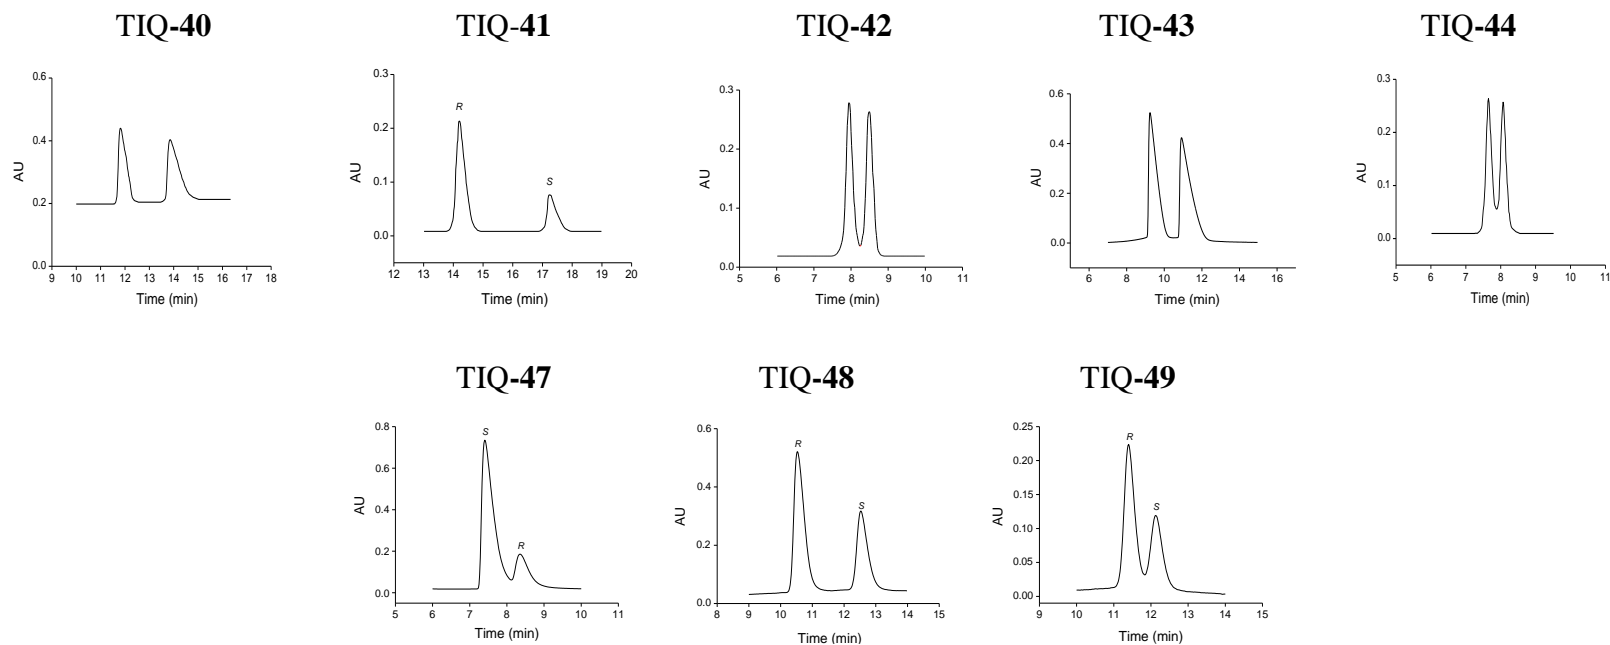 TIQ-40 TIQ-41 TIQ-42 TIQ-43 TIQ-44
0.6
0.4
0.2
0.0
AU
9 10 11 12 13 14 15 16 17 18
Time (min)
0.3
0.2
0.1
0.0
AU
R
S
12 13 14 15 16 17 18 19 20
Time (min)
0.3
0.2
0.1
0.0
AU
5 6 7 8 9 10 11
Time (min)
0.6
0.4
0.2
0.0
AU
6 8 10 12 14 16
Time (min)
0.3
0.2
0.1
0.0
AU
5 6 7 8 9 10 11
Time (min)
TIQ-47 TIQ-48 TIQ-49
0.8
0.6
0.4
0.2
0.0
AU
S
R
5 6 7 8 9 10 11
Time (min)
0.6
0.4
0.2
0.0
AU
R
S
8 9 10 11 12 13 14 15
Time (min)
0.25
0.20
0.15
0.10
0.05
0.00
AU
R
S
9 10 11 12 13 14 15
Time (min)